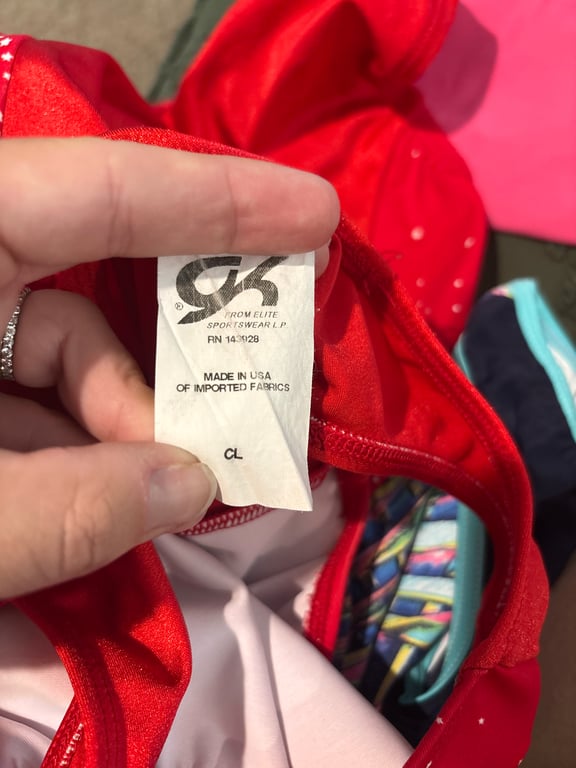 GK
®
FROM ELITE
SPORTSWEAR L.P
RN 143928
MADE IN USA
OF IMPORTED FABRICS
CL